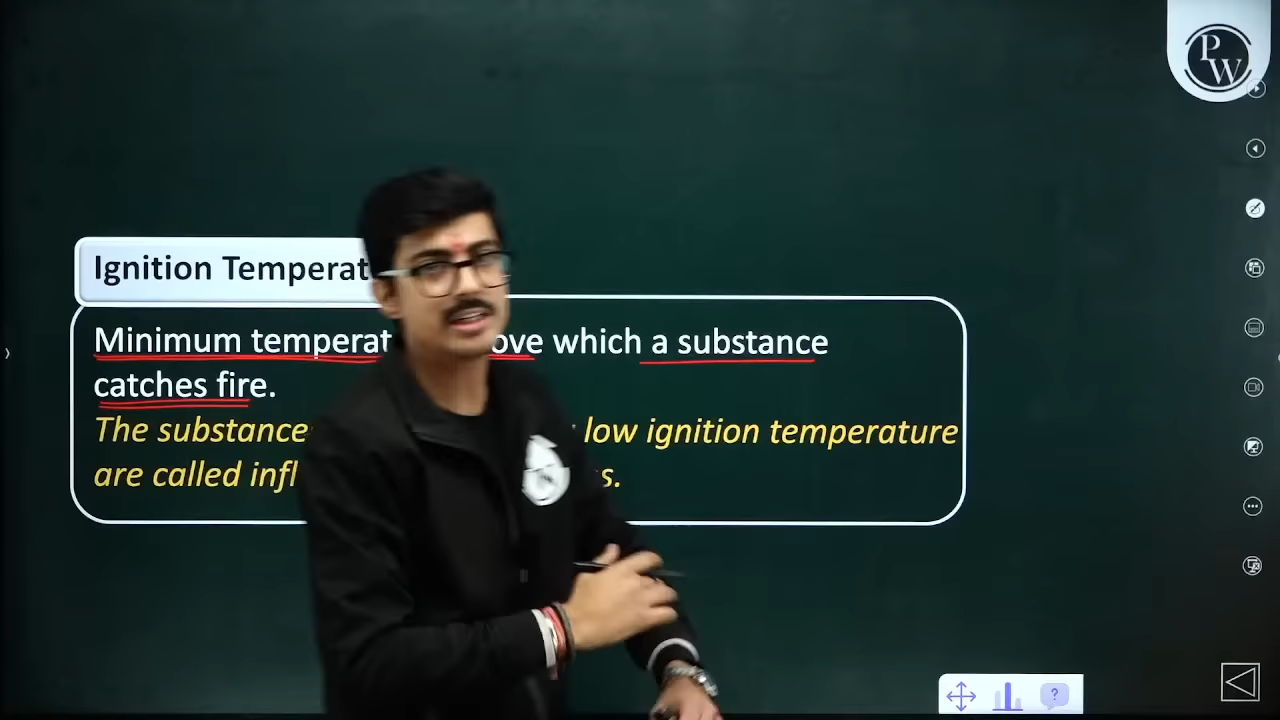 PW
Ignition Temperat
Minimum temperat ove which a substance
catches fire.
The substance low ignition temperature
are called infl s.